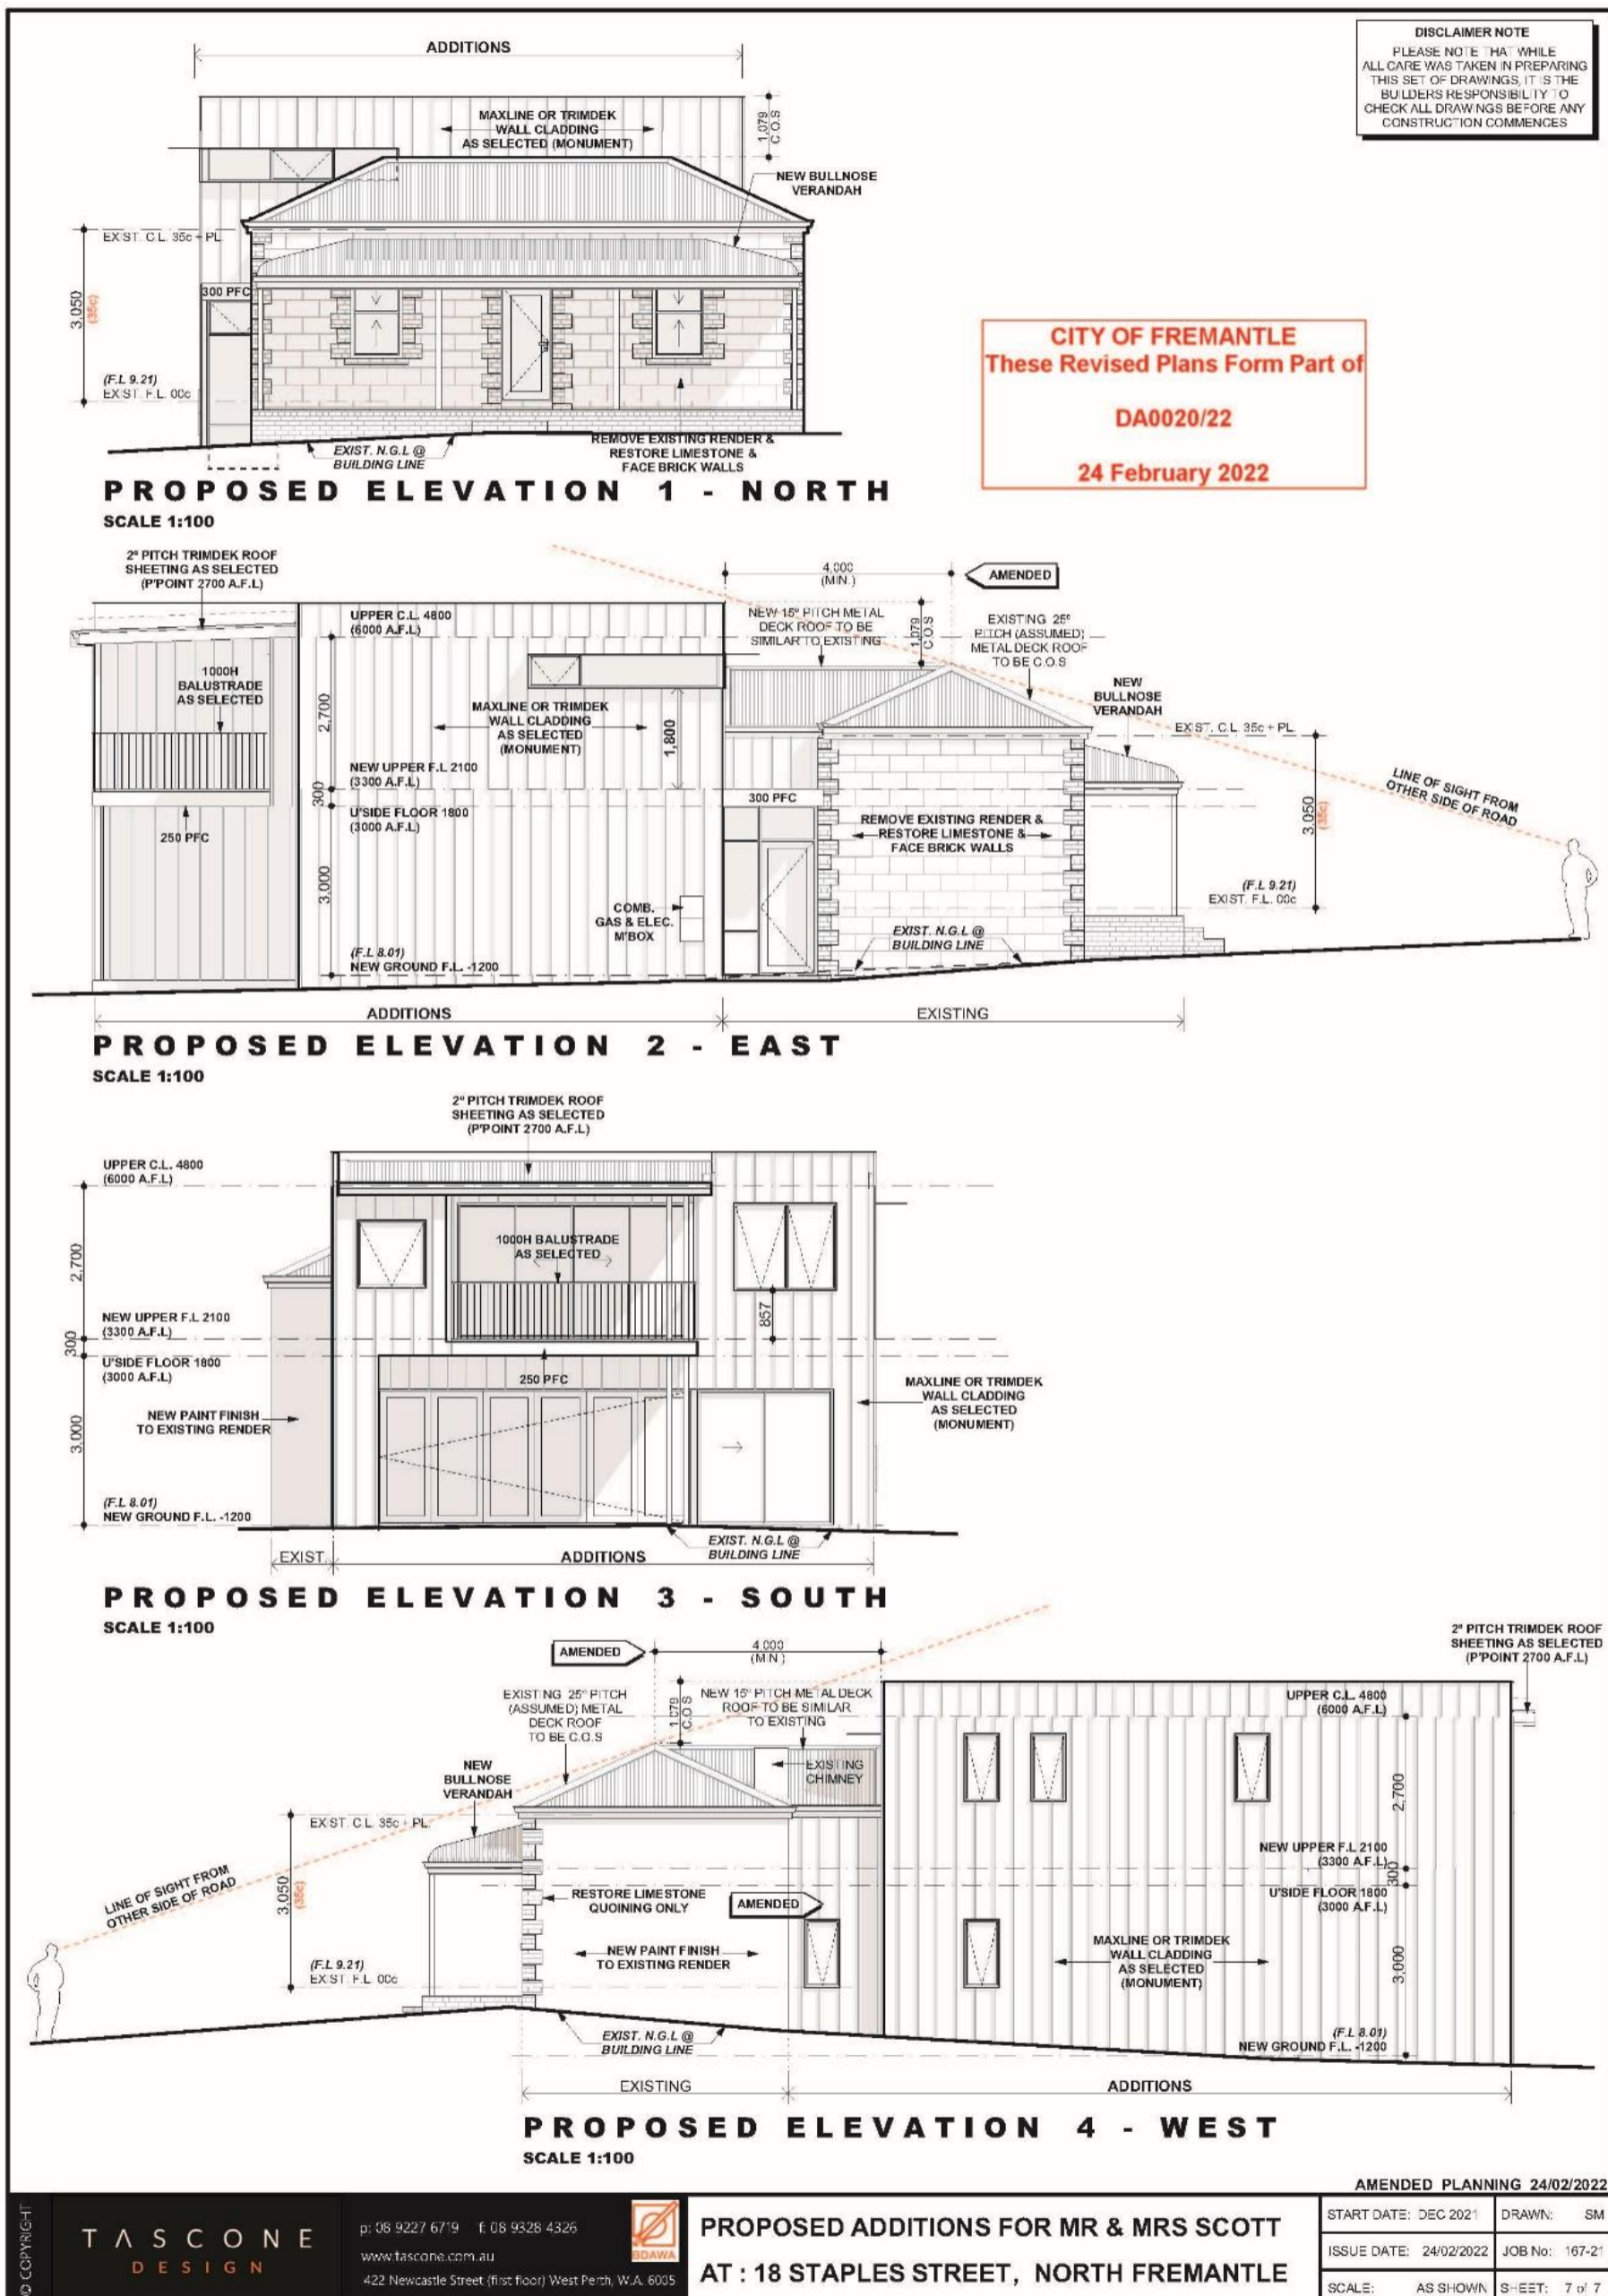 DISCLAIMER NOTE
PLEASE NOTE THAT WHILE
ALL CARE WAS TAKEN IN PREPARING
THIS SET OF DRAWINGS, IT IS THE
BUILDERS RESPONSIBILITY TO
CHECK ALL DRAWINGS BEFORE ANY
CONSTRUCTION COMMENCES
ADDITIONS
MAXLINE OR TRIMDEK
WALL CLADDING
AS SELECTED (MONUMENT)
1,079
C.O.S
NEW BULLNOSE
VERANDAH
EXIST. C.L. 35c + PL.
300 PFC
3,050
(35c)
(F.L 9.21)
EXIST. F.L. 00c
EXIST. N.G.L @
BUILDING LINE
REMOVE EXISTING RENDER &
RESTORE LIMESTONE &
FACE BRICK WALLS
CITY OF FREMANTLE
These Revised Plans Form Part of
DA0020/22
24 February 2022
PROPOSED ELEVATION 1 - NORTH
SCALE 1:100
2° PITCH TRIMDEK ROOF
SHEETING AS SELECTED
(P'POINT 2700 A.F.L)
4,000
(MIN.)
AMENDED
UPPER C.L. 4800
(6000 A.F.L)
NEW 15° PITCH METAL
DECK ROOF TO BE
SIMILAR TO EXISTING
1,079
C.O.S
EXISTING 25°
PITCH (ASSUMED)
METAL DECK ROOF
TO BE C.O.S
1000H
BALUSTRADE
AS SELECTED
2,700
MAXLINE OR TRIMDEK
WALL CLADDING
AS SELECTED
(MONUMENT)
1,800
NEW
BULLNOSE
VERANDAH
EXIST. C.L. 35c + PL.
NEW UPPER F.L 2100
(3300 A.F.L)
300
U'SIDE FLOOR 1800
(3000 A.F.L)
250 PFC
300 PFC
REMOVE EXISTING RENDER &
RESTORE LIMESTONE &
FACE BRICK WALLS
3,050
(35c)
LINE OF SIGHT FROM
OTHER SIDE OF ROAD
3,000
COMB.
GAS & ELEC.
M'BOX
(F.L 9.21)
EXIST. F.L. 00c
EXIST. N.G.L @
BUILDING LINE
(F.L 8.01)
NEW GROUND F.L. -1200
ADDITIONS
EXISTING
PROPOSED ELEVATION 2 - EAST
SCALE 1:100
2° PITCH TRIMDEK ROOF
SHEETING AS SELECTED
(P'POINT 2700 A.F.L)
UPPER C.L. 4800
(6000 A.F.L)
2,700
1000H BALUSTRADE
AS SELECTED
857
NEW UPPER F.L 2100
(3300 A.F.L)
300
U'SIDE FLOOR 1800
(3000 A.F.L)
250 PFC
MAXLINE OR TRIMDEK
WALL CLADDING
AS SELECTED
(MONUMENT)
NEW PAINT FINISH
TO EXISTING RENDER
3,000
(F.L 8.01)
NEW GROUND F.L. -1200
EXIST. N.G.L @
BUILDING LINE
EXIST.
ADDITIONS
PROPOSED ELEVATION 3 - SOUTH
SCALE 1:100
AMENDED
4,000
(MIN.)
2° PITCH TRIMDEK ROOF
SHEETING AS SELECTED
(P'POINT 2700 A.F.L)
EXISTING 25° PITCH
(ASSUMED) METAL
DECK ROOF
TO BE C.O.S
1,079
C.O.S
NEW 15° PITCH METAL DECK
ROOF TO BE SIMILAR
TO EXISTING
UPPER C.L. 4800
(6000 A.F.L)
NEW
BULLNOSE
VERANDAH
EXISTING
CHIMNEY
2,700
EXIST. C.L. 35c + PL.
NEW UPPER F.L 2100
(3300 A.F.L)
300
U'SIDE FLOOR 1800
(3000 A.F.L)
LINE OF SIGHT FROM
OTHER SIDE OF ROAD
3,050
(35c)
RESTORE LIMESTONE
QUOINING ONLY
AMENDED
NEW PAINT FINISH
TO EXISTING RENDER
MAXLINE OR TRIMDEK
WALL CLADDING
AS SELECTED
(MONUMENT)
3,000
(F.L 9.21)
EXIST. F.L. 00c
EXIST. N.G.L @
BUILDING LINE
(F.L 8.01)
NEW GROUND F.L. -1200
EXISTING
ADDITIONS
PROPOSED ELEVATION 4 - WEST
SCALE 1:100
AMENDED PLANNING 24/02/2022
© COPYRIGHT
TASCONE
DESIGN
p: 08 9227 6719 f: 08 9328 4326
www.tascone.com.au
422 Newcastle Street (first floor) West Perth, W.A. 6005
BDAWA
PROPOSED ADDITIONS FOR MR & MRS SCOTT
AT : 18 STAPLES STREET, NORTH FREMANTLE
START DATE: DEC 2021
DRAWN: SM
ISSUE DATE: 24/02/2022
JOB No: 167-21
SCALE: AS SHOWN
SHEET: 7 of 7